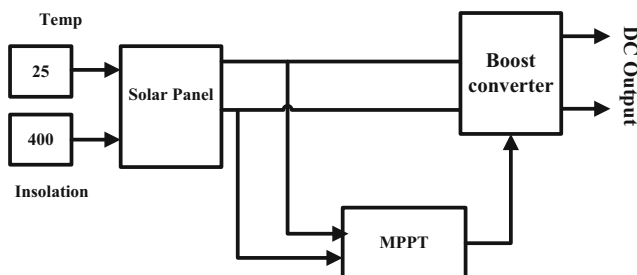 Temp
25
400
Insolation
Solar Panel
Boost
converter
DC Output
MPPT